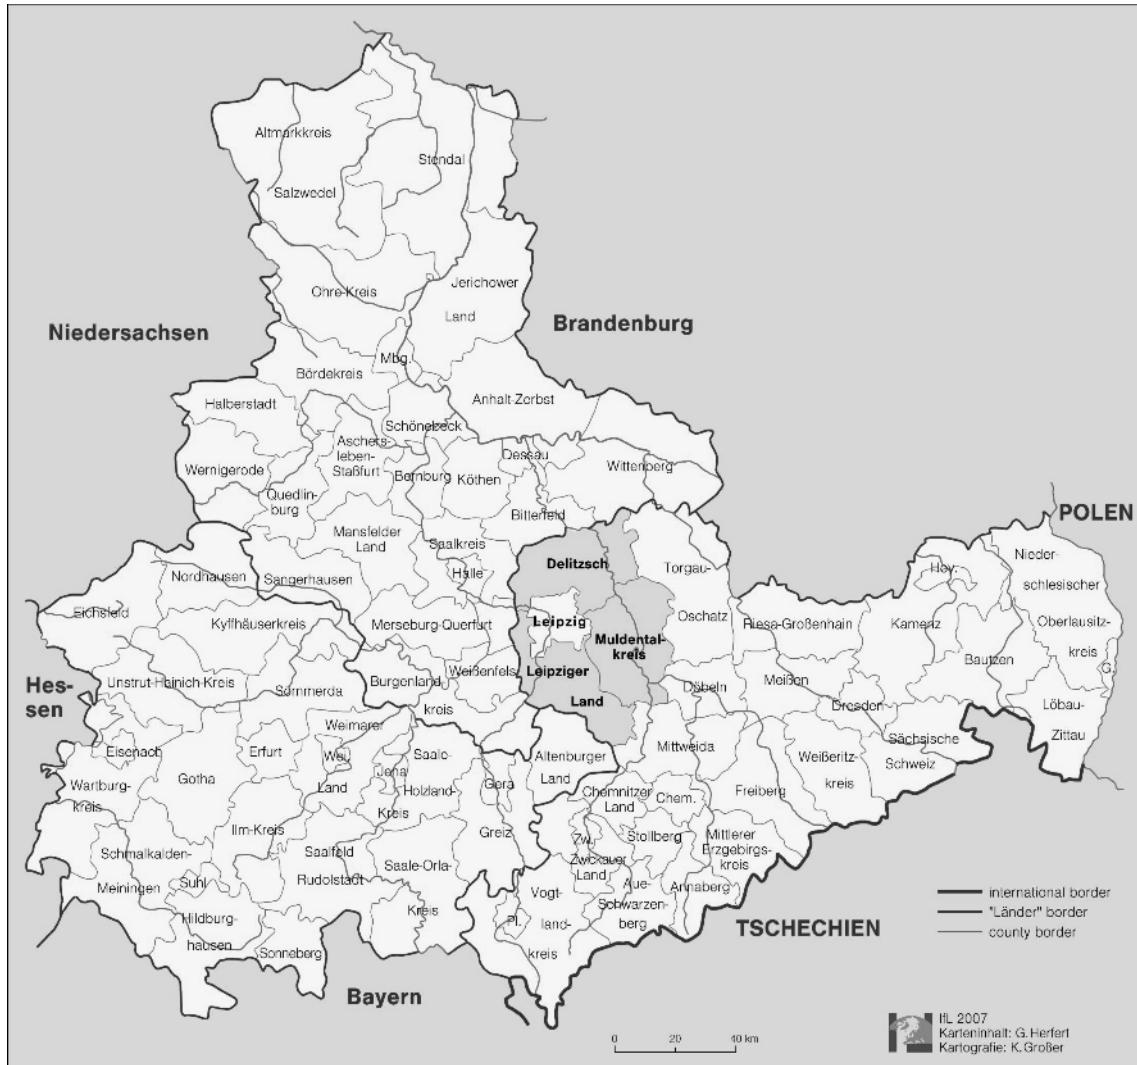 Altmarkkreis
Salzwedel
Stendal
Ohre-Kreis
Jerichower
Land
Niedersachsen
Brandenburg
Mbg.
Bördekreis
Halberstadt
Anhalt-Zerbst
Schönebeck
Aschers-
leben-
Staßfurt
Wernigerode
Bernburg
Köthen
Dessau
Wittenberg
Quedlin-
burg
Bitterfeld
Mansfelder
Land
Saalkreis
Halle
Delitzsch
Torgau-
Oschatz
POLEN
Nieder-
schlesischer
Oberlausitz-
kreis
G.
Hoy.
Nordhausen
Sangerhausen
Eichsfeld
Kyffhäuserkreis
Merseburg-Querfurt
Leipzig
Muldental-
kreis
Riesa-Großenhain
Kamenz
Bautzen
Hes-
sen
Unstrut-Hainich-Kreis
Sömmerda
Burgenland
kreis
Weißenfels
Leipziger
Land
Döbeln
Meißen
Dresden
Löbau-
Zittau
Eisenach
Erfurt
Weimarer
Land
Wei.
Saale-
Holzland-
Kreis
Jena
Gera
Altenburger
Land
Mittweida
Weißeritz-
kreis
Sächsische
Schweiz
Wartburg-
kreis
Gotha
Ilm-Kreis
Greiz
Chemnitzer
Land
Chem.
Freiberg
Schmalkalden-
Meiningen
Suhl
Saalfeld
Rudolstadt
Saale-Orla-
Kreis
Zw.
Zwickauer
Land
Stollberg
Mittlerer
Erzgebirgs-
kreis
Hildburg-
hausen
Sonneberg
Vogt-
land-
kreis
Pl.
Aue-
Schwarzen-
berg
Annaberg
TSCHECHIEN
Bayern
international border
"Länder" border
county border
0 20 40 km
IfL 2007
Karteninhalt: G. Herfert
Kartografie: K. Großer